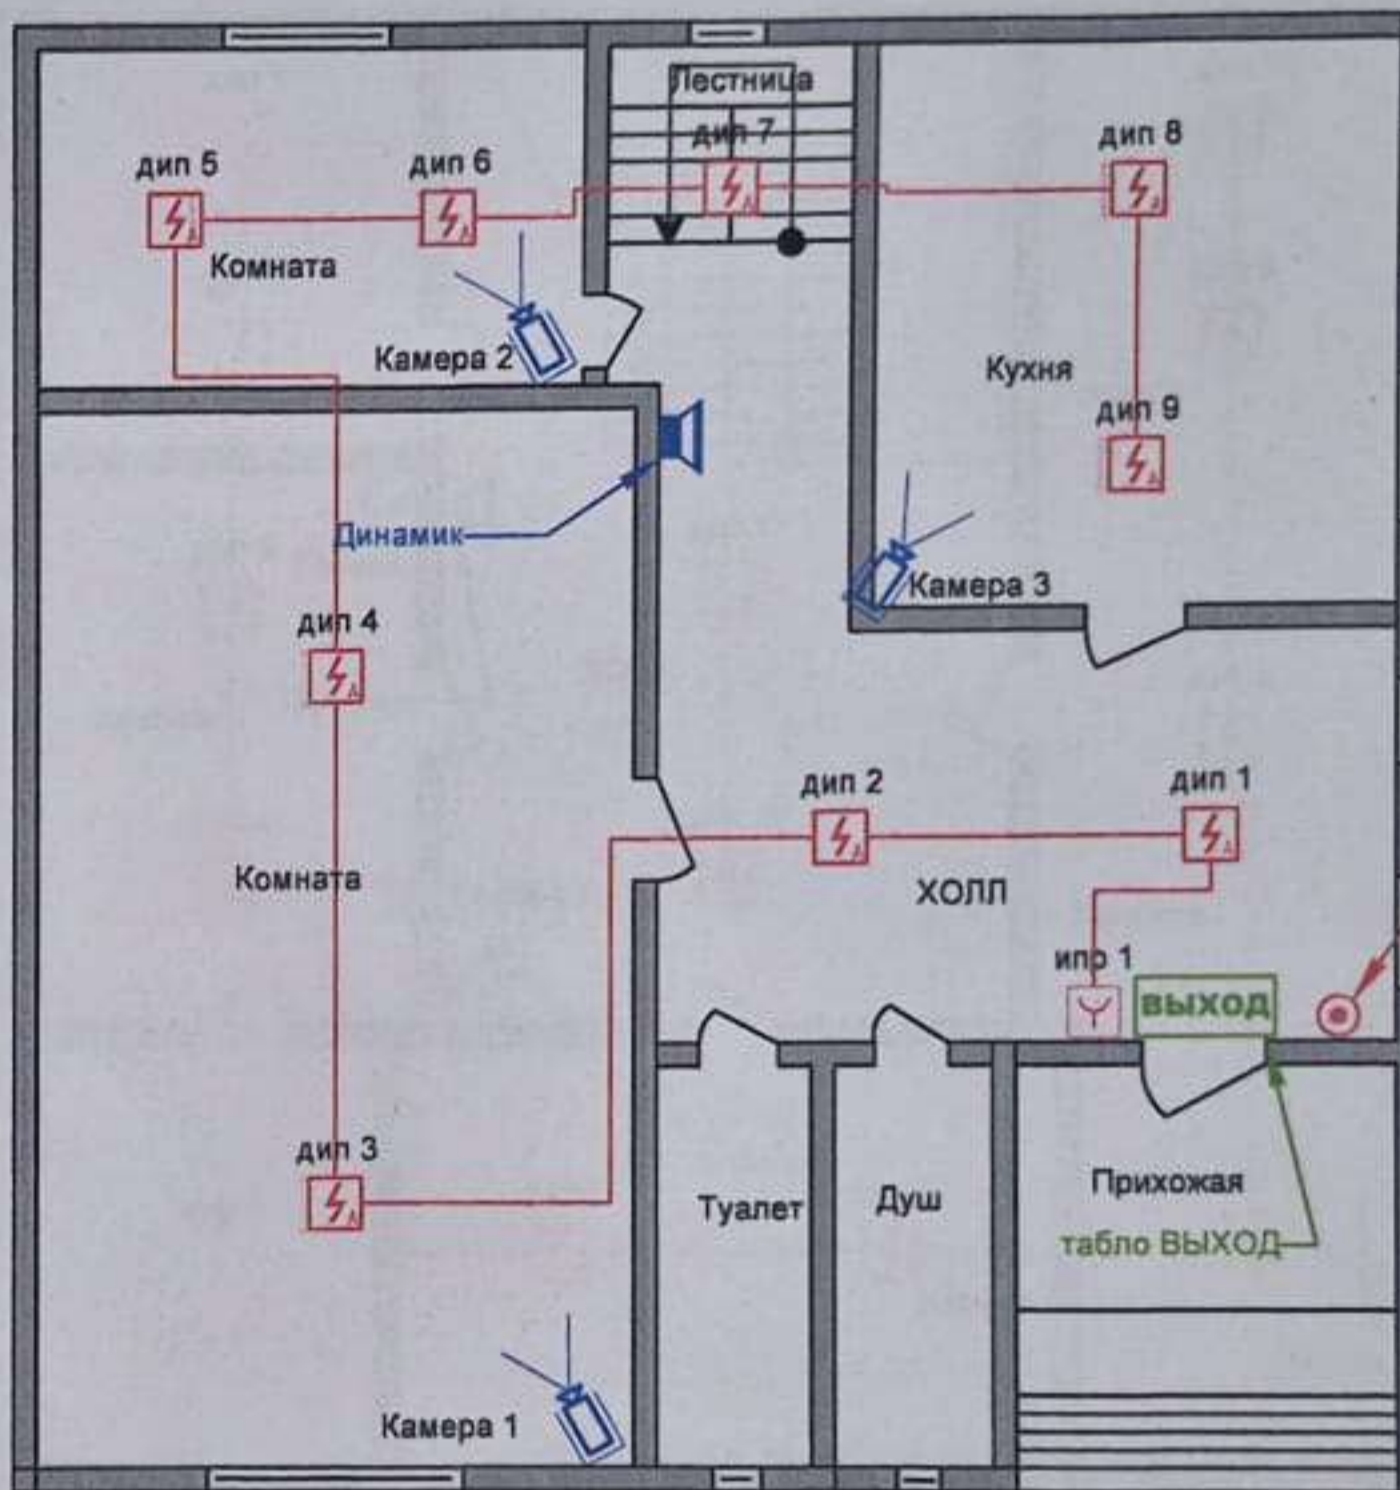 Лестница
дип 7
дип 8
дип 5
дип 6
Комната
Камера 2
Кухня
дип 9
Динамик
Камера 3
дип 4
дип 2
дип 1
Комната
ХОЛЛ
ипр 1
ВЫХОД
дип 3
Туалет
Душ
Прихожая
табло ВЫХОД
Камера 1